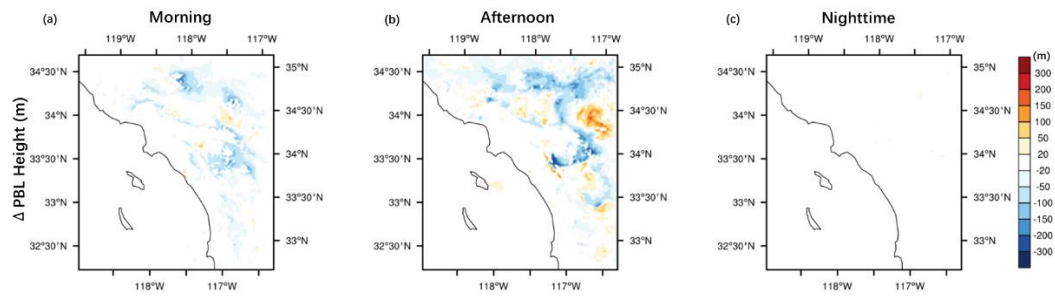 (a) Morning
(b) Afternoon
(c) Nighttime
119°W 118°W 117°W
119°W 118°W 117°W
119°W 118°W 117°W
(m)
Δ PBL Height (m)
34°30'N
34°N
33°30'N
33°N
32°30'N
35°N
34°30'N
34°N
33°30'N
33°N
118°W 117°W
34°30'N
34°N
33°30'N
33°N
32°30'N
35°N
34°30'N
34°N
33°30'N
33°N
118°W 117°W
34°30'N
34°N
33°30'N
33°N
32°30'N
35°N
34°30'N
34°N
33°30'N
33°N
118°W 117°W
300
200
150
100
50
20
-20
-50
-100
-150
-200
-300